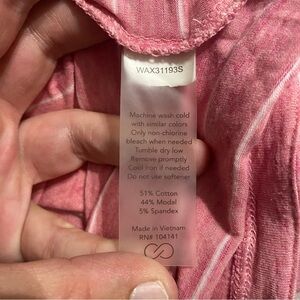 WAX31193S
Machine wash cold
with similar colors
Only non-chlorine
bleach when needed
Tumble dry low
Remove promptly
Cool Iron if needed
Do not use softener
51% Cotton
44% Modal
5% Spandex
Made in Vietnam
RN# 104141